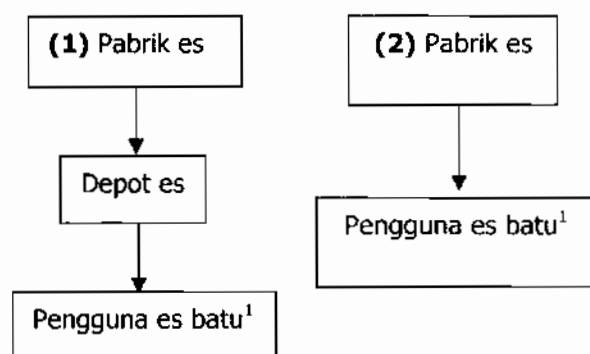 (1) Pabrik es
Depot es
Pengguna es batu¹
(2) Pabrik es
Pengguna es batu¹